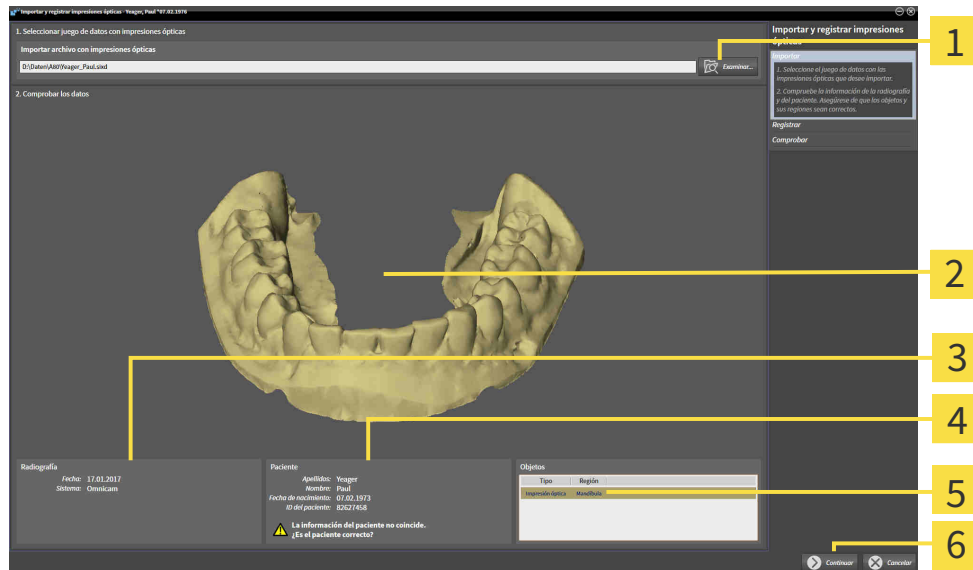 Importar y registrar impresiones ópticas - Yeager, Paul *07.02.1976
1. Seleccionar juego de datos con impresiones ópticas
Importar archivo con impresiones ópticas
D:\Daten\Aℓℓ0\Yeager_Paul.sixd
Examinar...
2. Comprobar los datos
Importar y registrar impresiones
ópticas
Importar
1. Seleccione el juego de datos con las
impresiones ópticas que desee importar.
2. Compruebe la información de la radiografía
y del paciente. Asegúrese de que los objetos y
sus regiones sean correctos.
Registrar
Comprobar
1
2
3
4
5
6
Radiografía
Fecha: 17.01.2017
Sistema: Omnicam
Paciente
Apellidos: Yeager
Nombre: Paul
Fecha de nacimiento: 07.02.1973
ID del paciente: 82627458
La información del paciente no coincide.
¿Es el paciente correcto?
Objetos
Tipo Región
Impresión óptica Mandíbula
Continuar
Cancelar